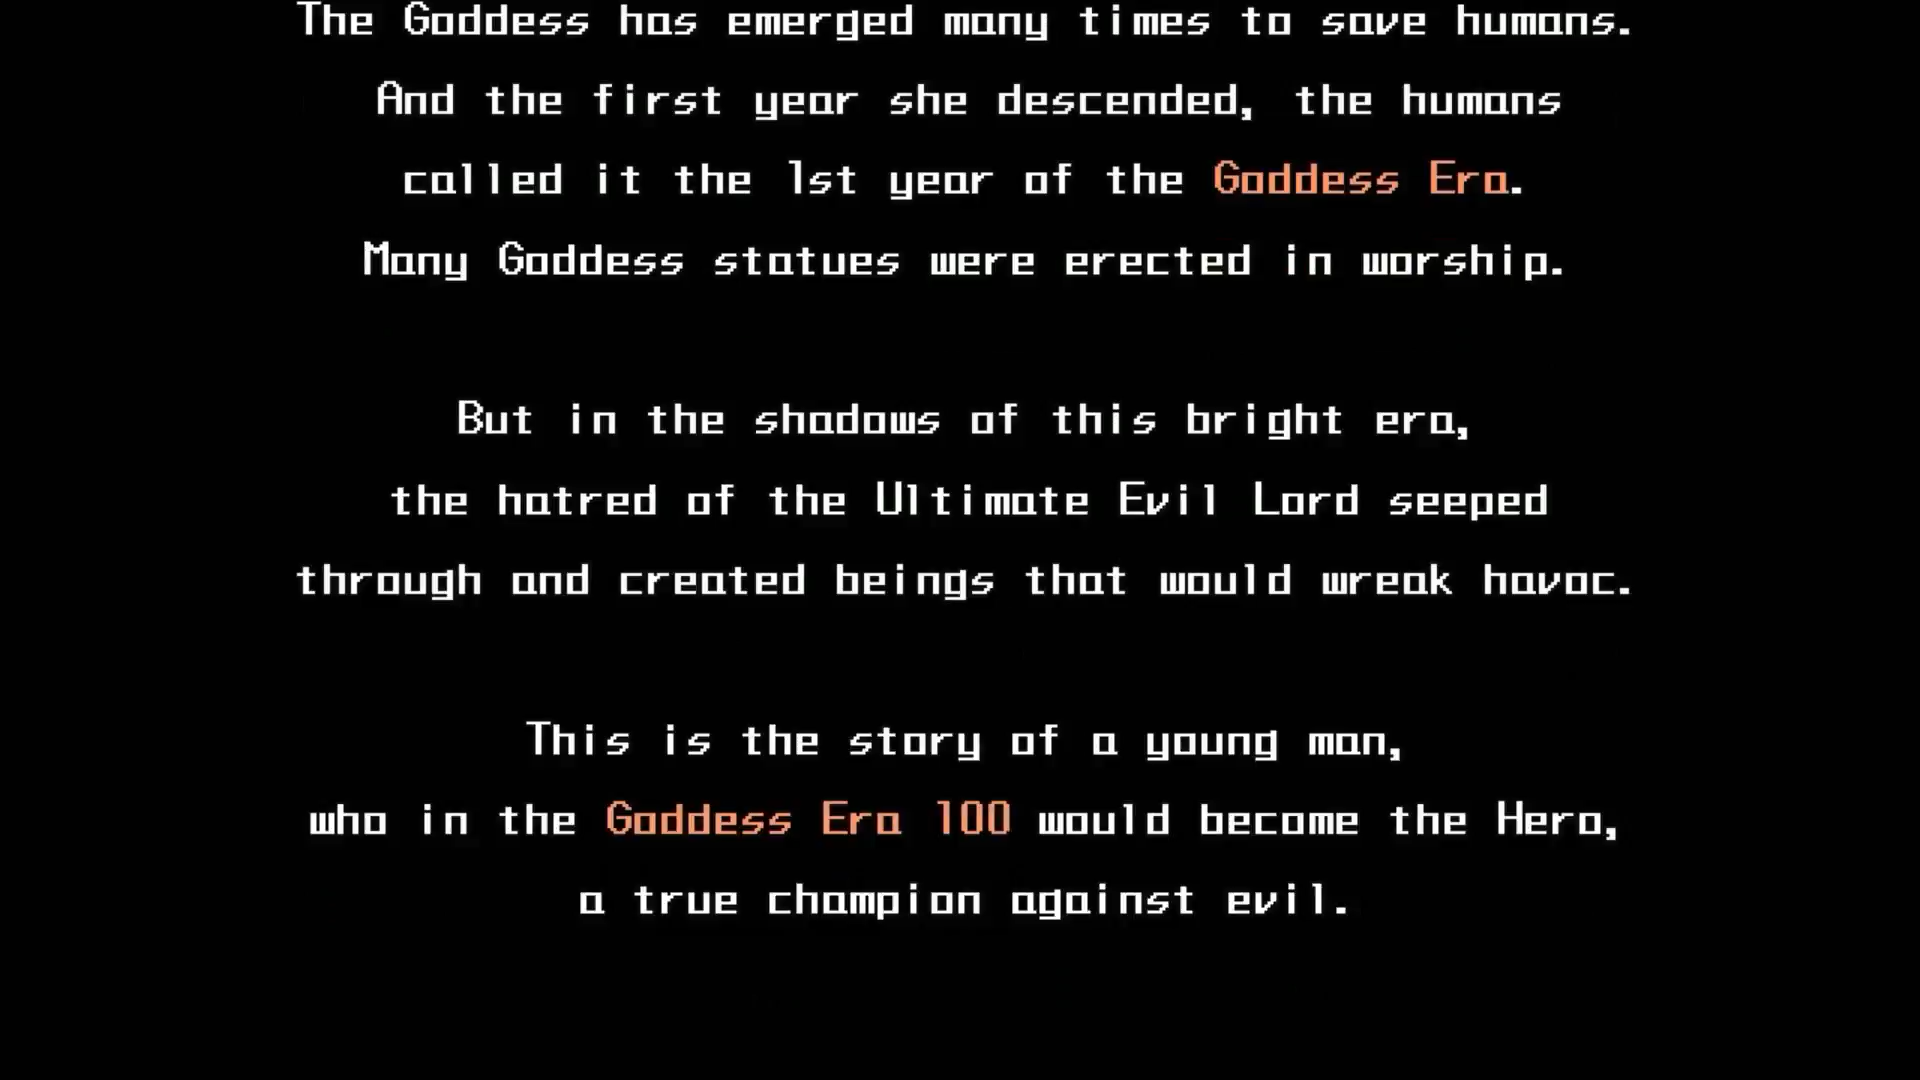 The Goddess has emerged many times to save humans.
And the first year she descended, the humans
called it the 1st year of the Goddess Era.
Many Goddess statues were erected in worship.
But in the shadows of this bright era,
the hatred of the Ultimate Evil Lord seeped
through and created beings that would wreak havoc.
This is the story of a young man,
who in the Goddess Era 100 would become the Hero,
a true champion against evil.